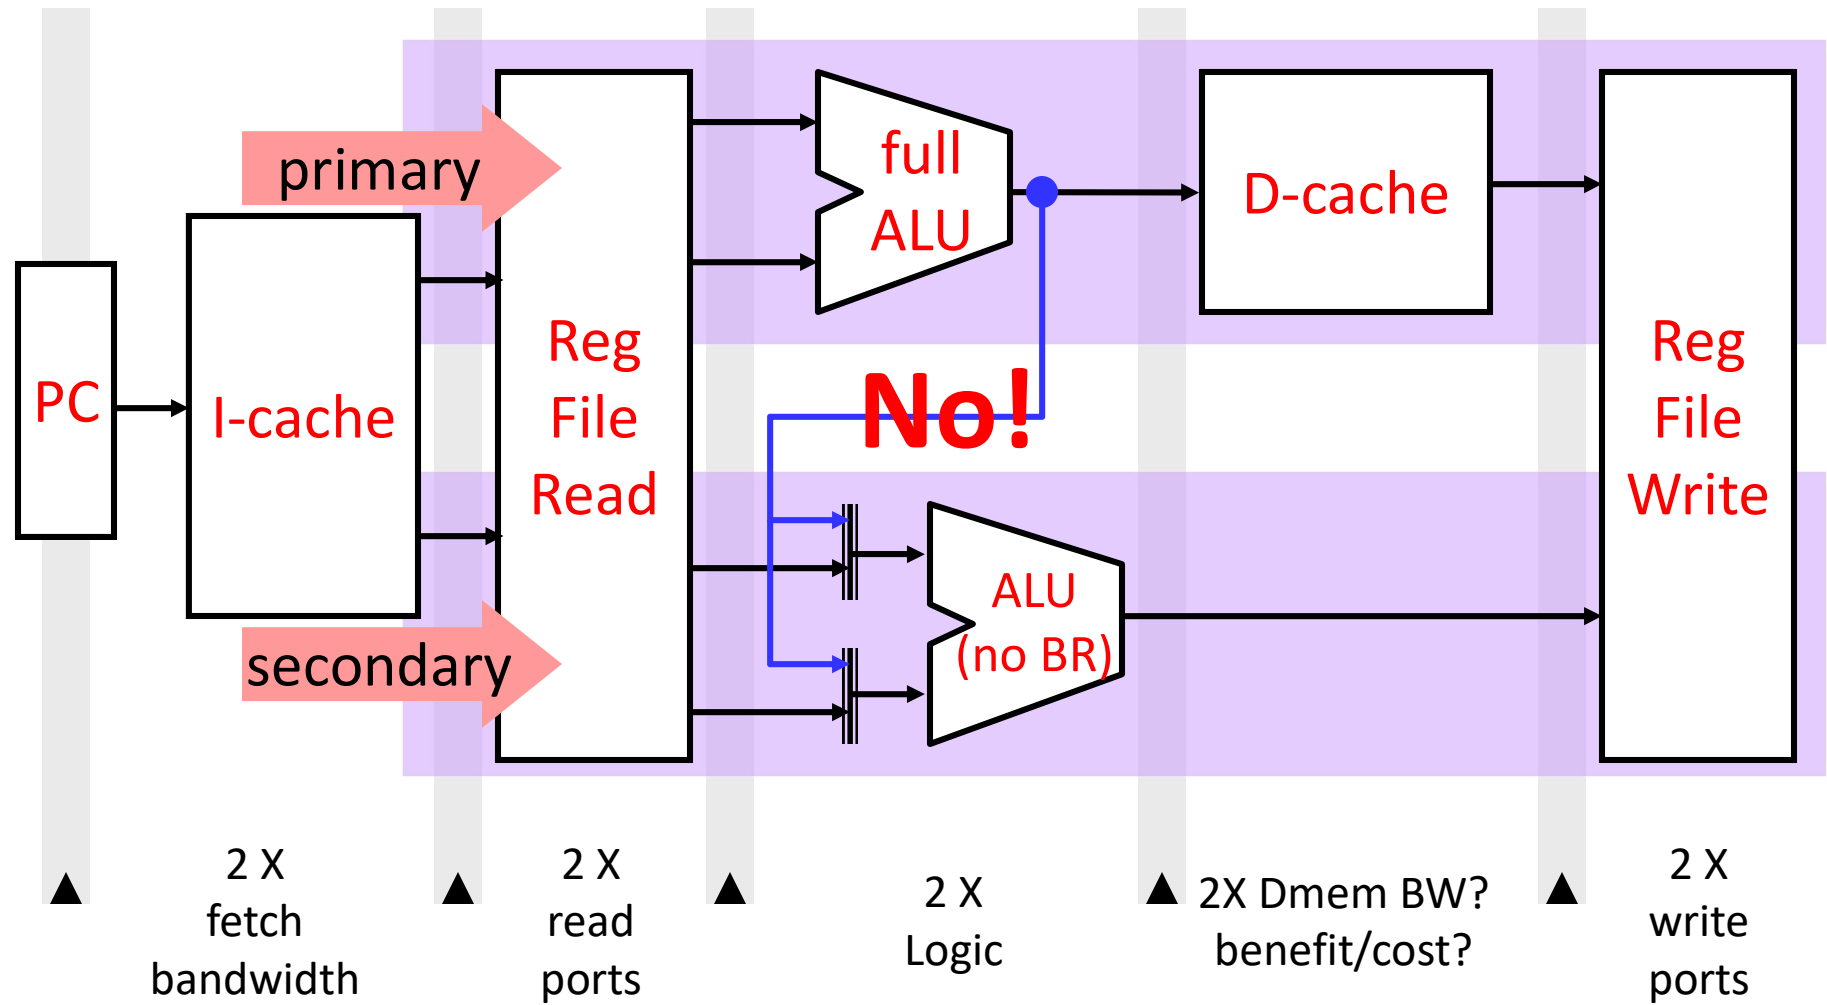 primary
full
ALU
D-cache
PC
I-cache
Reg
File
Read
No!
Reg
File
Write
secondary
ALU
(no BR)
2 X
fetch
bandwidth
2 X
read
ports
2 X
Logic
2X Dmem BW?
benefit/cost?
2 X
write
ports